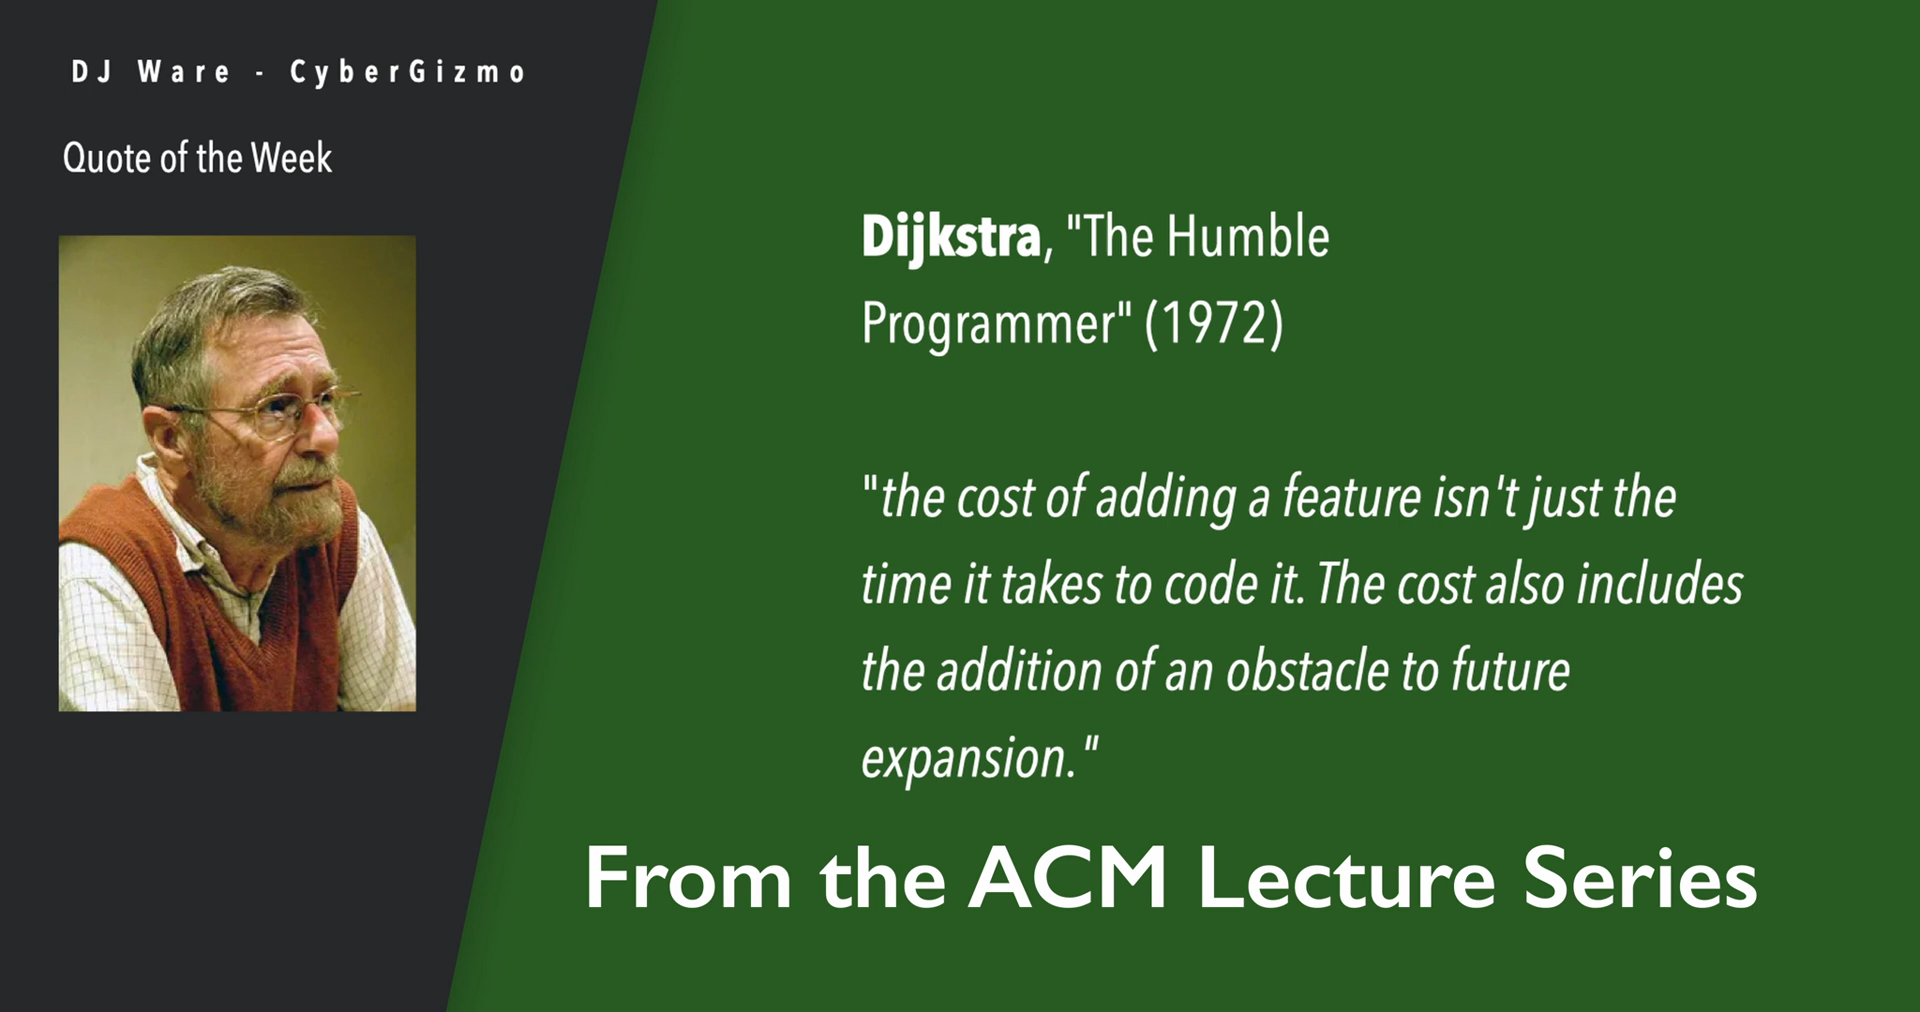 DJ Ware - CyberGizmo
Quote of the Week
Dijkstra, "The Humble
Programmer" (1972)
"the cost of adding a feature isn't just the
time it takes to code it. The cost also includes
the addition of an obstacle to future
expansion."
From the ACM Lecture Series